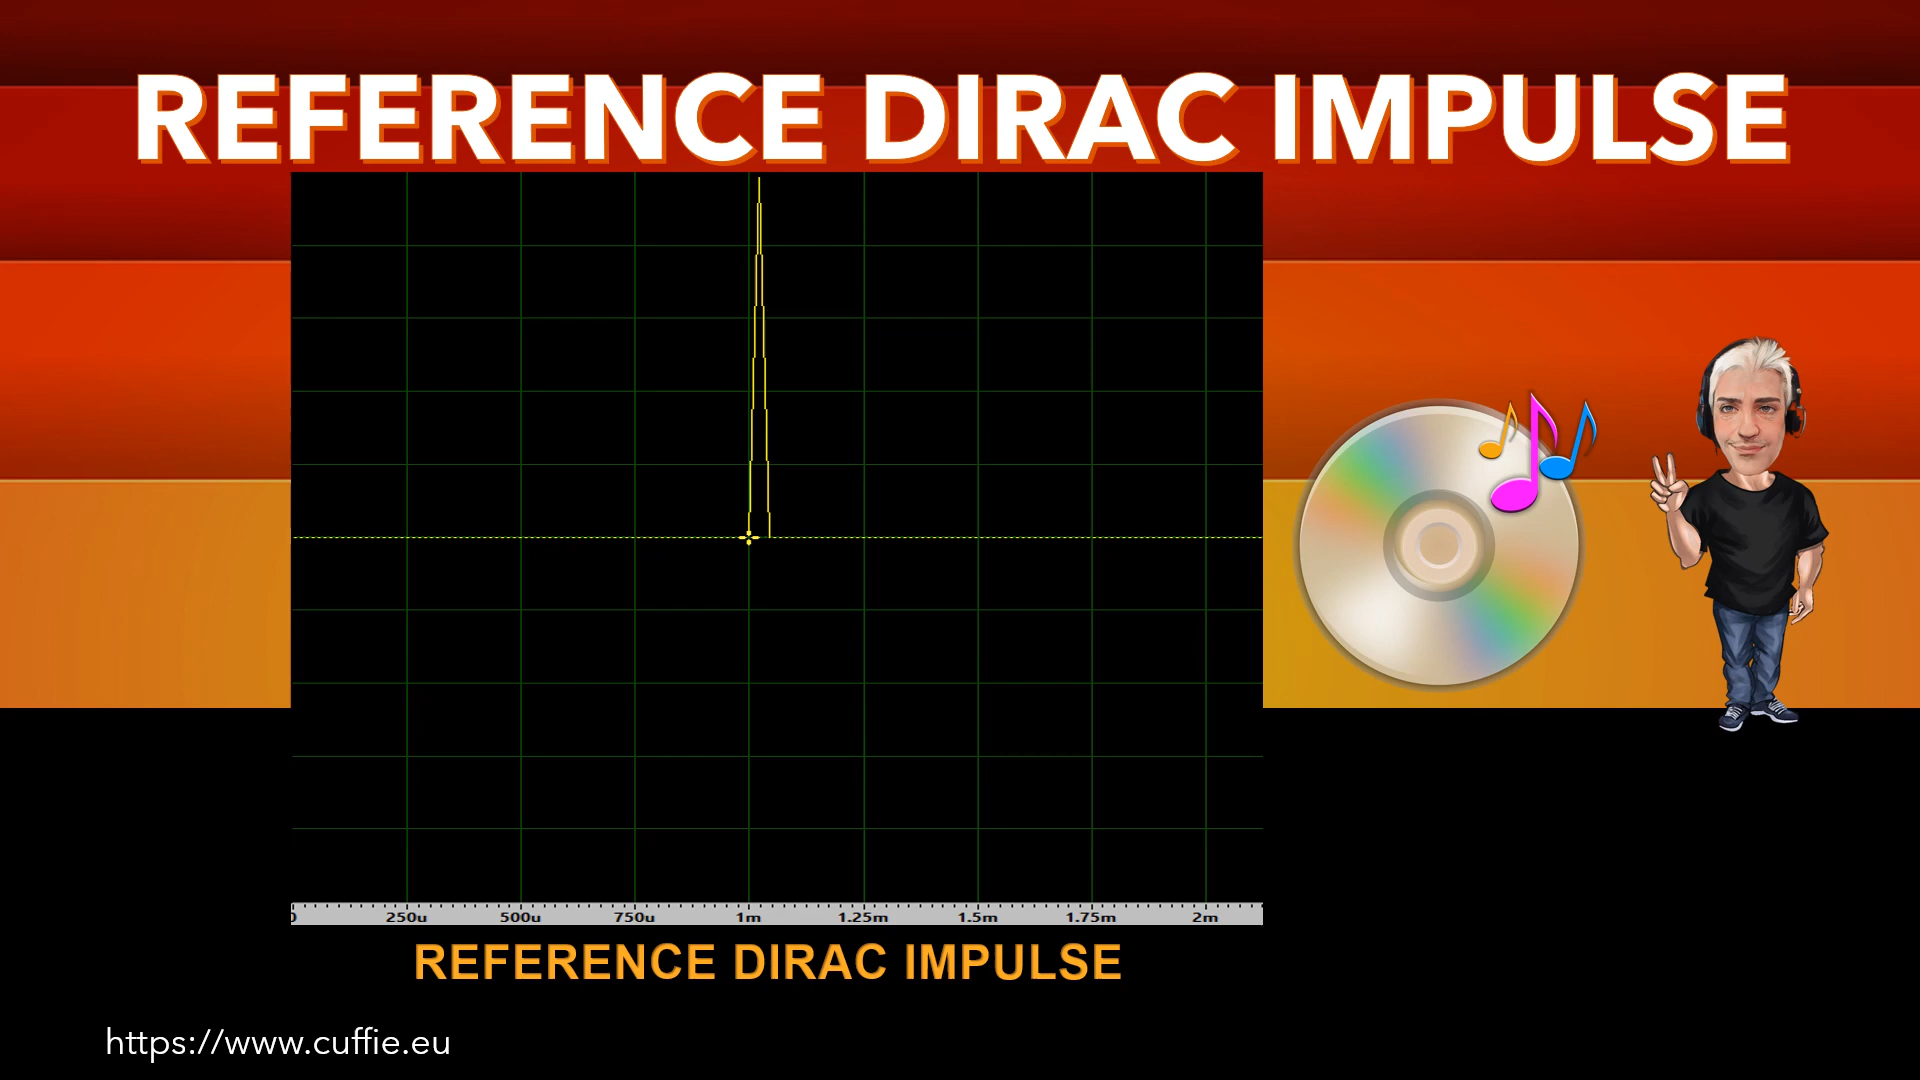 REFERENCE DIRAC IMPULSE
0 250u 500u 750u 1m 1.25m 1.5m 1.75m 2m
REFERENCE DIRAC IMPULSE
https://www.cuffie.eu